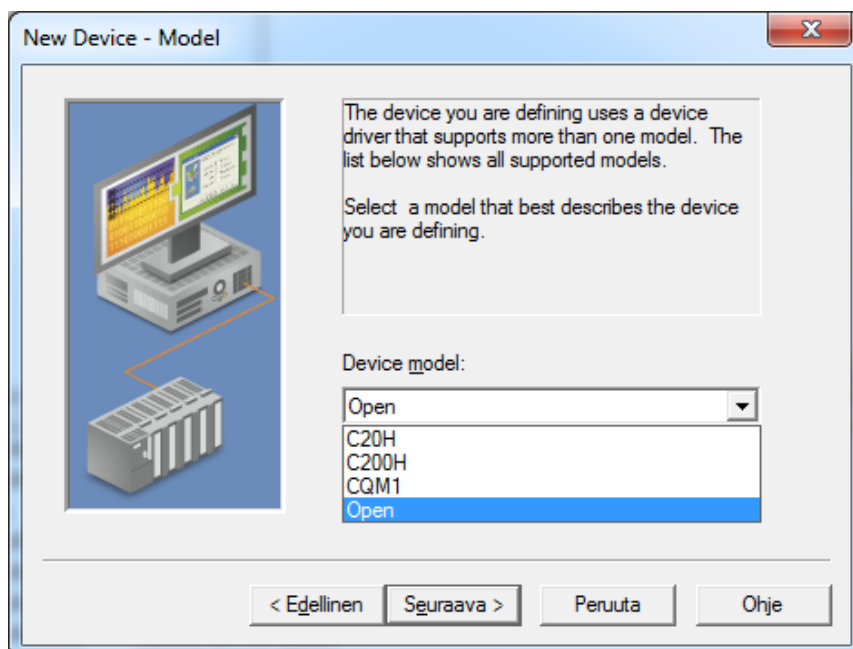 New Device - Model
The device you are defining uses a device
driver that supports more than one model. The
list below shows all supported models.
Select a model that best describes the device
you are defining.
Device model:
Open
C20H
C200H
CQM1
Open
< Edellinen
Seuraava >
Peruuta
Ohje